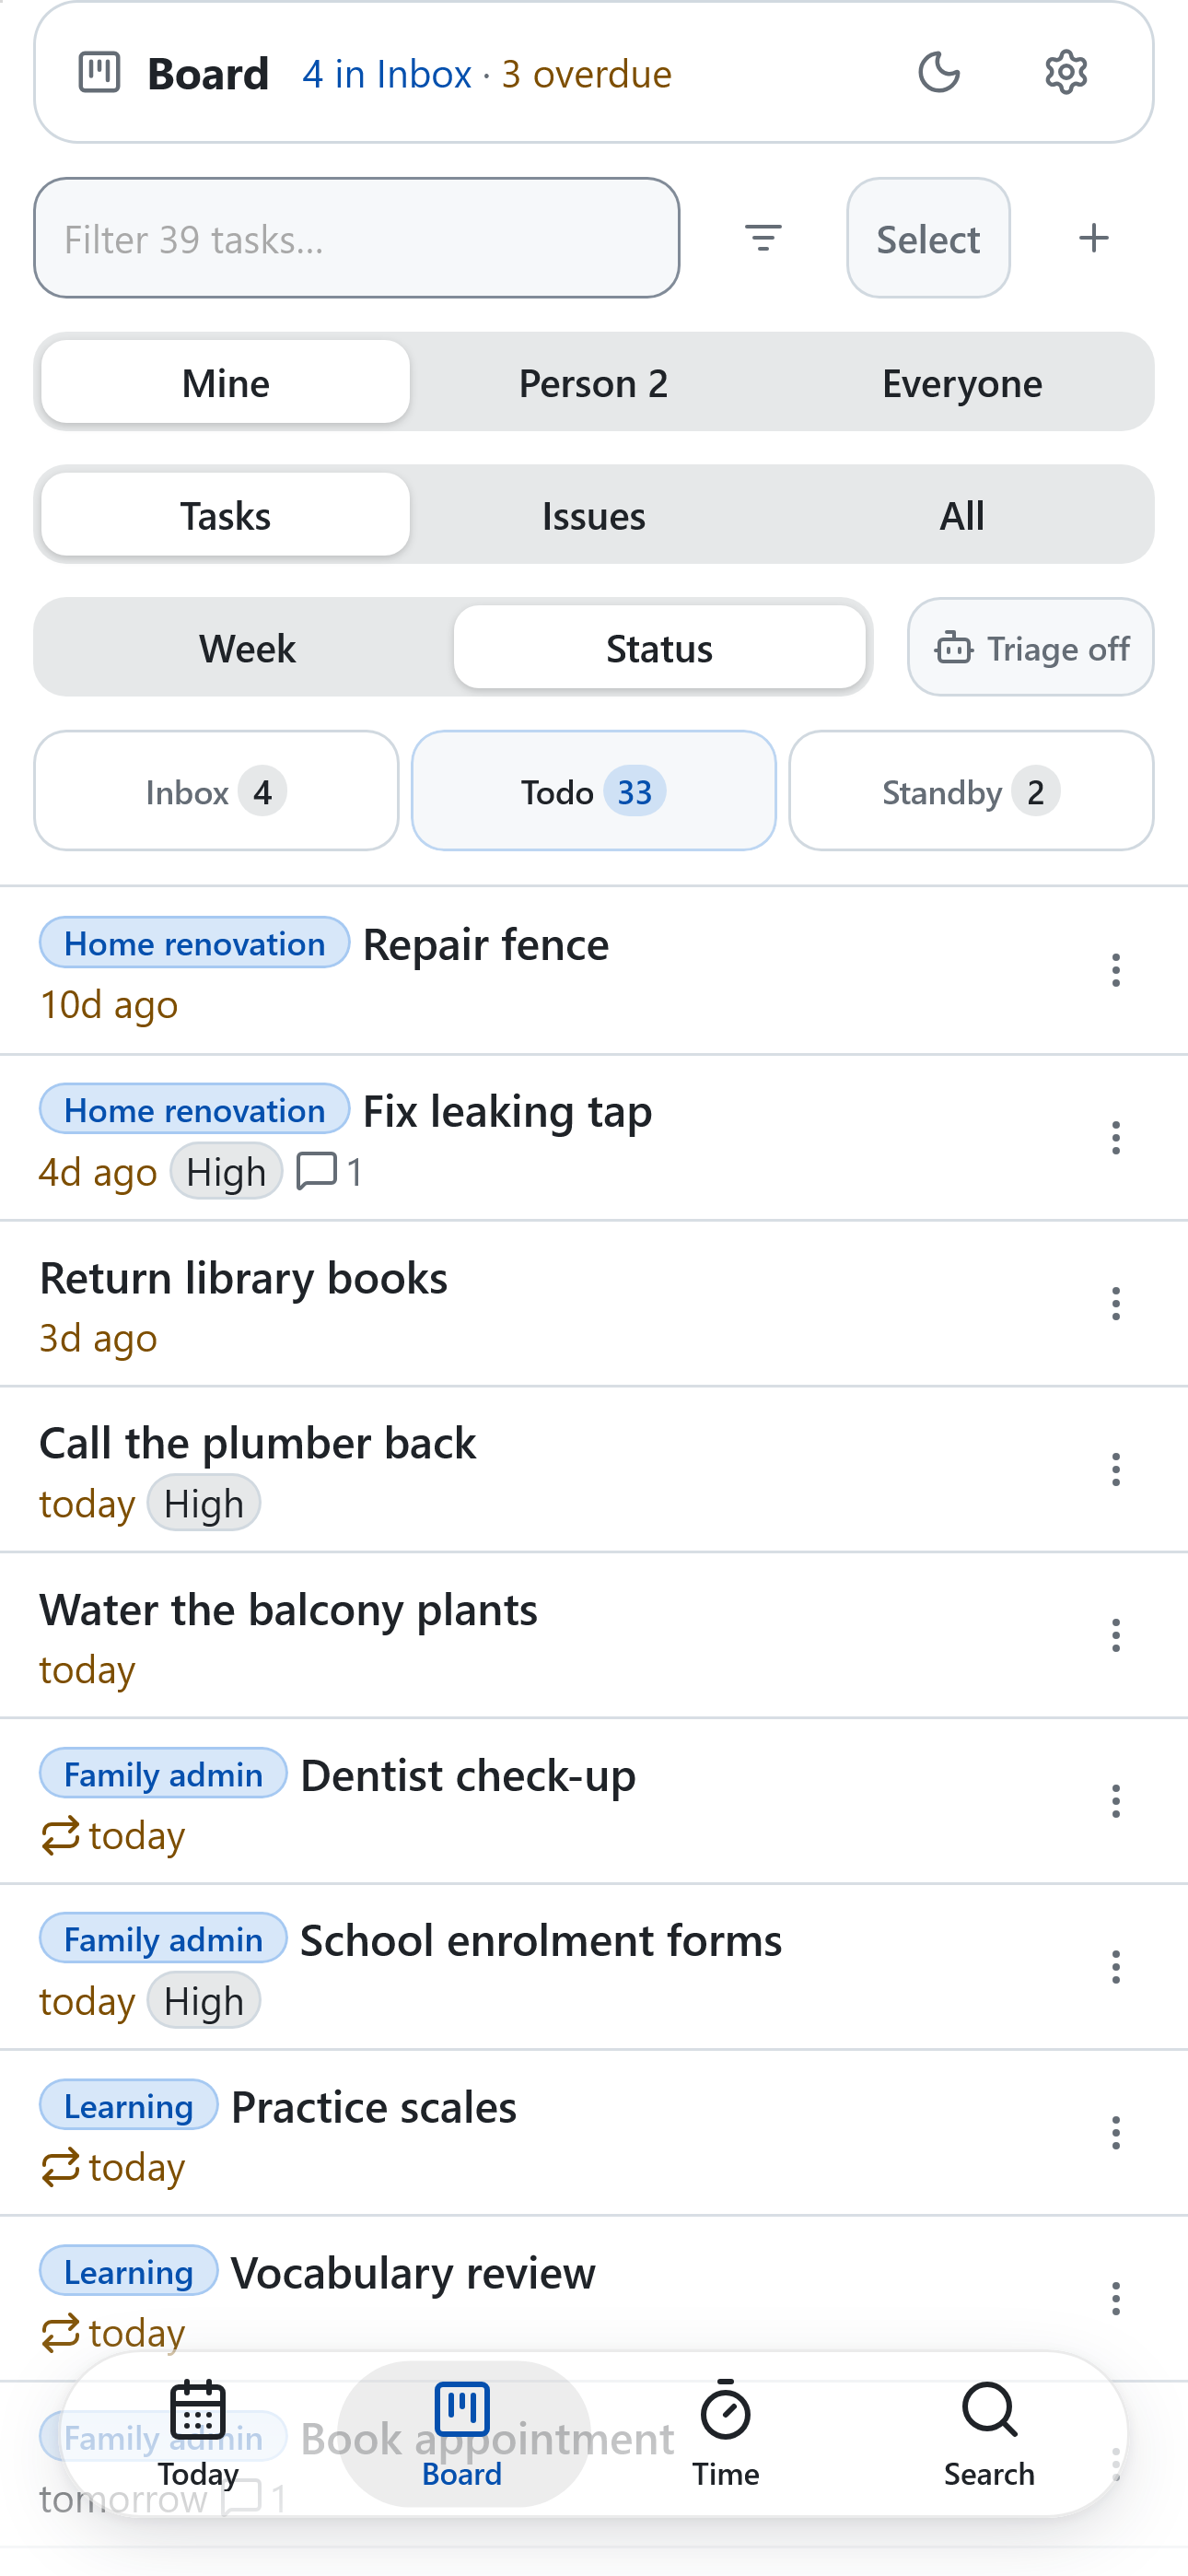 Board 4 in Inbox · 3 overdue
Filter 39 tasks...
Select
Mine Person 2 Everyone
Tasks Issues All
Week Status Triage off
Inbox 4 Todo 33 Standby 2
Home renovation Repair fence
10d ago
Home renovation Fix leaking tap
4d ago High 1
Return library books
3d ago
Call the plumber back
today High
Water the balcony plants
today
Family admin Dentist check-up
today
Family admin School enrolment forms
today High
Learning Practice scales
today
Learning Vocabulary review
today
Family admin Book appointment
tomorrow 1
Today Board Time Search